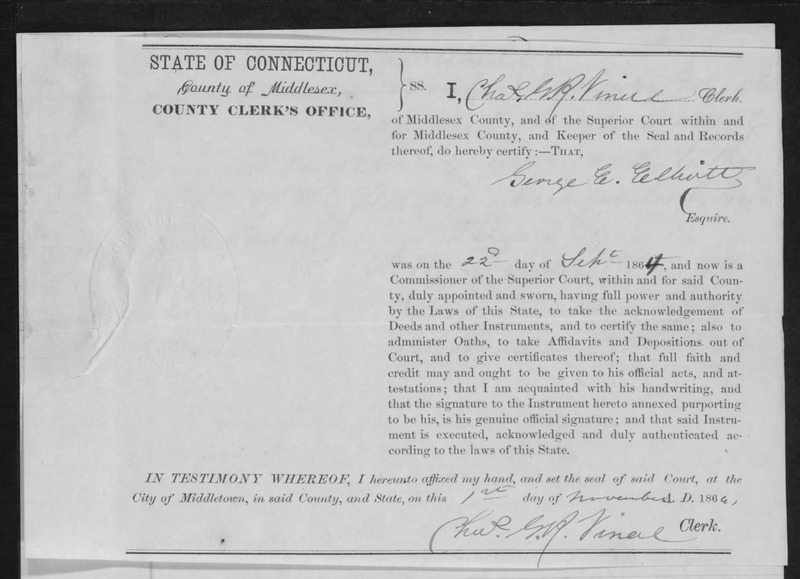 STATE OF CONNECTICUT,
County of Middlesex,
COUNTY CLERK'S OFFICE,
SS. I, Chas. G. R. Vinal Clerk
of Middlesex County, and of the Superior Court within and
for Middlesex County, and Keeper of the Seal and Records
thereof, do hereby certify:—THAT,
George E. Elliott
Esquire.
was on the 22d day of Sept 1864, and now is a
Commissioner of the Superior Court, within and for said Coun-
ty, duly appointed and sworn, having full power and authority
by the Laws of this State, to take the acknowledgement of
Deeds and other Instruments, and to certify the same; also to
administer Oaths, to take Affidavits and Depositions out of
Court, and to give certificates thereof; that full faith and
credit may and ought to be given to his official acts, and at-
testations; that I am acquainted with his handwriting, and
that the signature to the Instrument hereto annexed purporting
to be his, is his genuine official signature; and that said Instru-
ment is executed, acknowledged and duly authenticated ac-
cording to the laws of this State.
IN TESTIMONY WHEREOF, I hereunto affixed my hand, and set the seal of said Court, at the
City of Middletown, in said County, and State, on this 1st day of November A. D. 186
Chas. G. R. Vinal Clerk.